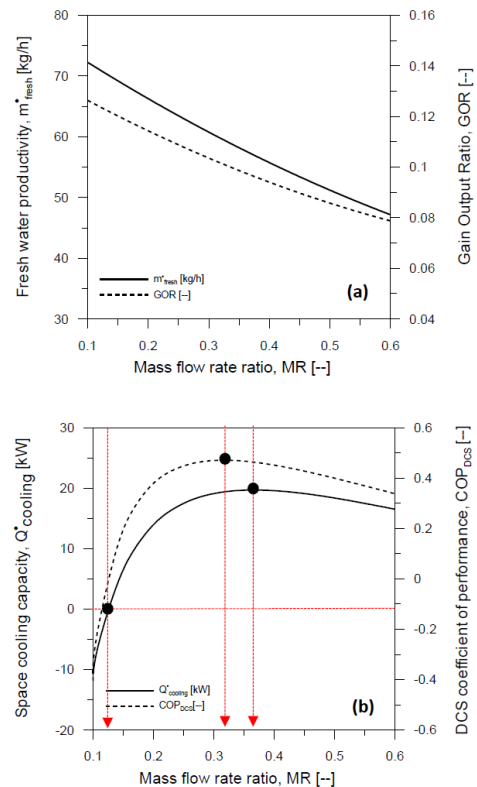 80
70
60
50
40
30
Fresh water productivity, m•fresh [kg/h]
0.16
0.14
0.12
0.1
0.08
0.06
0.04
Gain Output Ratio, GOR [--]
m•fresh [kg/h]
GOR [--]
(a)
0.1 0.2 0.3 0.4 0.5 0.6
Mass flow rate ratio, MR [--]
30
20
10
0
-10
-20
Space cooling capacity, Q•cooling [kW]
0.6
0.4
0.2
0
-0.2
-0.4
-0.6
DCS coefficient of performance, COPDCS [--]
Q•cooling [kW]
COPDCS[--]
(b)
0.1 0.2 0.3 0.4 0.5 0.6
Mass flow rate ratio, MR [--]